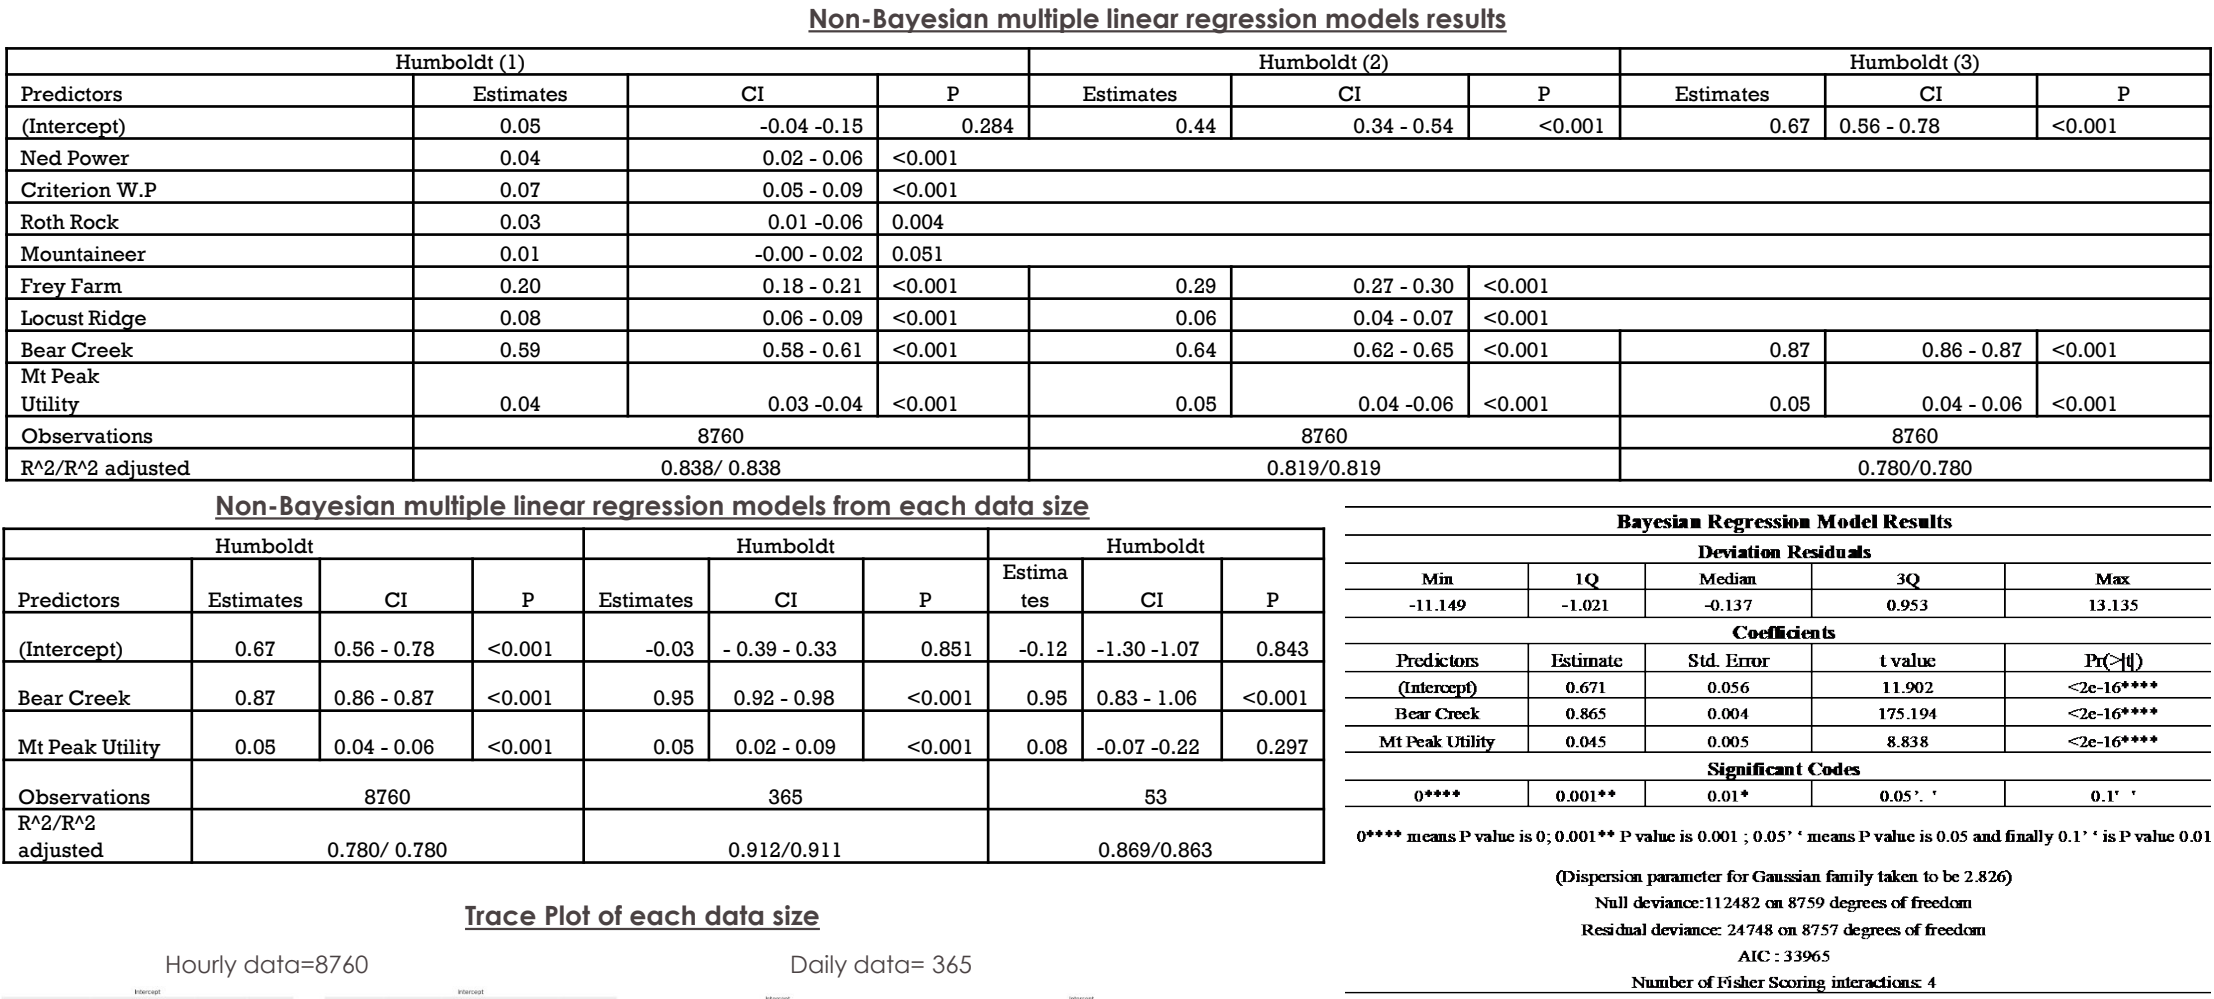 Non-Bayesian multiple linear regression models results
Humboldt (1) Humboldt (2) Humboldt (3)
Predictors Estimates CI P Estimates CI P Estimates CI P
(Intercept) 0.05 -0.04 -0.15 0.284 0.44 0.34 - 0.54 <0.001 0.67 0.56 - 0.78 <0.001
Ned Power 0.04 0.02 - 0.06 <0.001
Criterion W.P 0.07 0.05 - 0.09 <0.001
Roth Rock 0.03 0.01 -0.06 0.004
Mountaineer 0.01 -0.00 - 0.02 0.051
Frey Farm 0.20 0.18 - 0.21 <0.001 0.29 0.27 - 0.30 <0.001
Locust Ridge 0.08 0.06 - 0.09 <0.001 0.06 0.04 - 0.07 <0.001
Bear Creek 0.59 0.58 - 0.61 <0.001 0.64 0.62 - 0.65 <0.001 0.87 0.86 - 0.87 <0.001
Mt Peak
Utility 0.04 0.03 -0.04 <0.001 0.05 0.04 -0.06 <0.001 0.05 0.04 - 0.06 <0.001
Observations 8760 8760 8760
R^2/R^2 adjusted 0.838/ 0.838 0.819/0.819 0.780/0.780
Non-Bayesian multiple linear regression models from each data size
Humboldt Humboldt Humboldt
Estima
Predictors Estimates CI P Estimates CI P tes CI P
(Intercept) 0.67 0.56 - 0.78 <0.001 -0.03 - 0.39 - 0.33 0.851 -0.12 -1.30 -1.07 0.843
Bear Creek 0.87 0.86 - 0.87 <0.001 0.95 0.92 - 0.98 <0.001 0.95 0.83 - 1.06 <0.001
Mt Peak Utility 0.05 0.04 - 0.06 <0.001 0.05 0.02 - 0.09 <0.001 0.08 -0.07 -0.22 0.297
Observations 8760 365 53
R^2/R^2
adjusted 0.780/ 0.780 0.912/0.911 0.869/0.863
Bayesian Regression Model Results
Deviation Residuals
Min 1Q Median 3Q Max
-11.149 -1.021 -0.137 0.953 13.135
Coefficients
Predictors Estimate Std. Error t value Pr(>|t|)
(Intercept) 0.671 0.056 11.902 <2e-16****
Bear Creek 0.865 0.004 175.194 <2e-16****
Mt Peak Utility 0.045 0.005 8.838 <2e-16****
Significant Codes
0**** 0.001** 0.01* 0.05’. ‘ 0.1‘ ‘
0**** means P value is 0; 0.001** P value is 0.001 ; 0.05’ ‘ means P value is 0.05 and finally 0.1’ ‘ is P value 0.01
(Dispersion parameter for Gaussian family taken to be 2.826)
Null deviance:112482 on 8759 degrees of freedom
Residual deviance: 24748 on 8757 degrees of freedom
AIC : 33965
Number of Fisher Scoring interactions: 4
Trace Plot of each data size
Hourly data=8760 Daily data= 365
Intercept Intercept Intercept Intercept